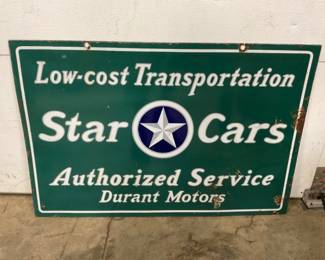 Low-cost Transportation
Star Cars
Authorized Service
Durant Motors